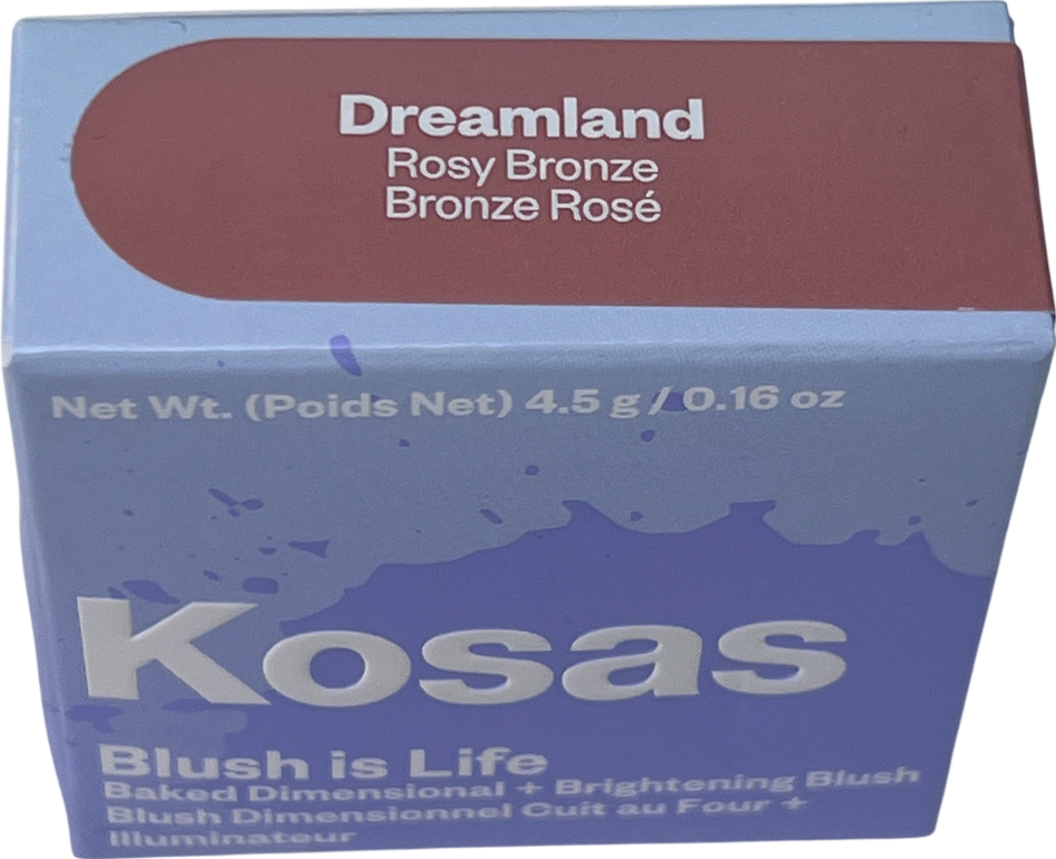 Dreamland
Rosy Bronze
Bronze Rosé
Net Wt. (Poids Net) 4.5 g / 0.16 oz
Kosas
Blush is Life
Baked Dimensional + Brightening Blush
Blush Dimensionnel Cuit au Four +
Illuminateur